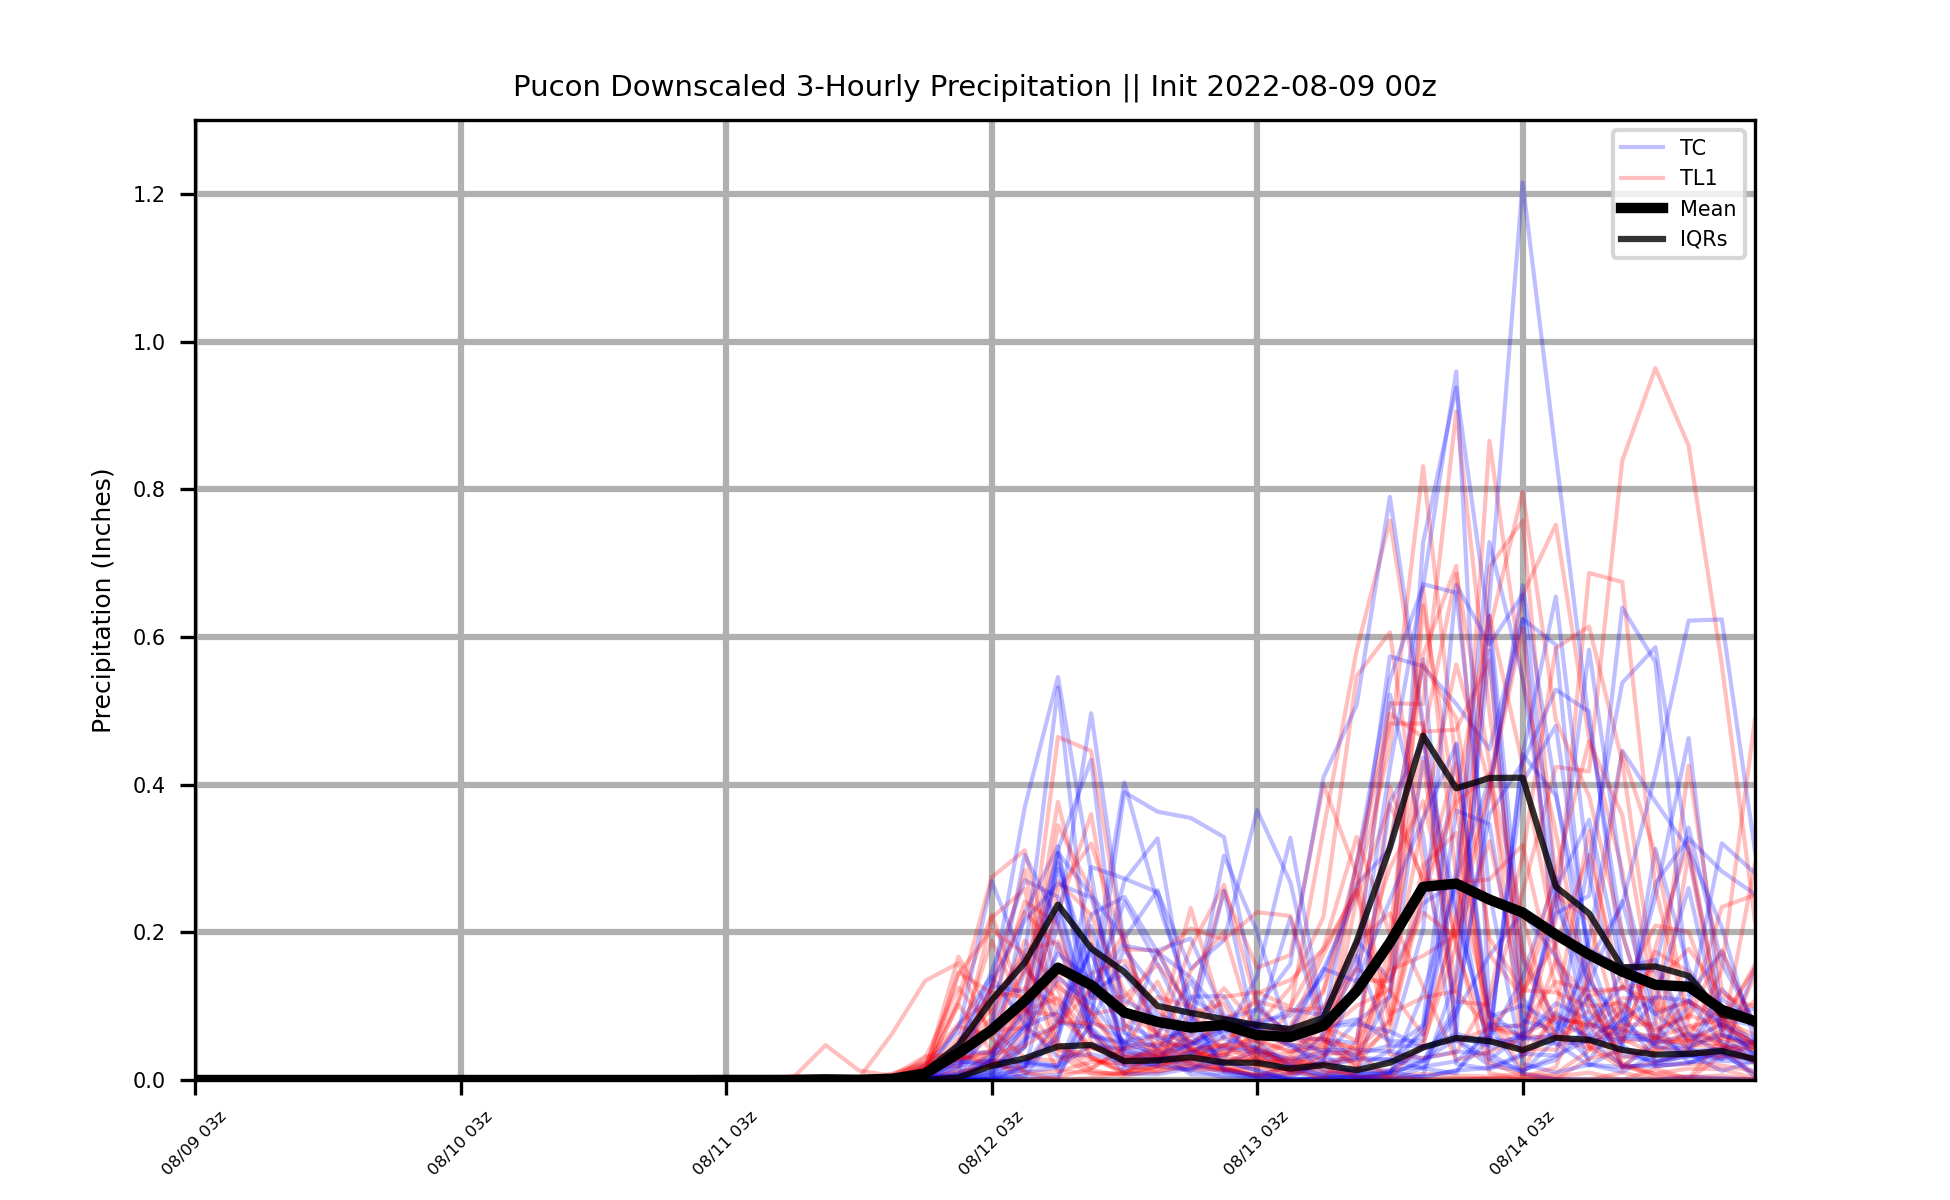 Pucon Downscaled 3-Hourly Precipitation || Init 2022-08-09 00z
TC
TL1
Mean
IQRs
Precipitation (Inches)
1.2
1.0
0.8
0.6
0.4
0.2
0.0
08/09 03z
08/10 03z
08/11 03z
08/12 03z
08/13 03z
08/14 03z